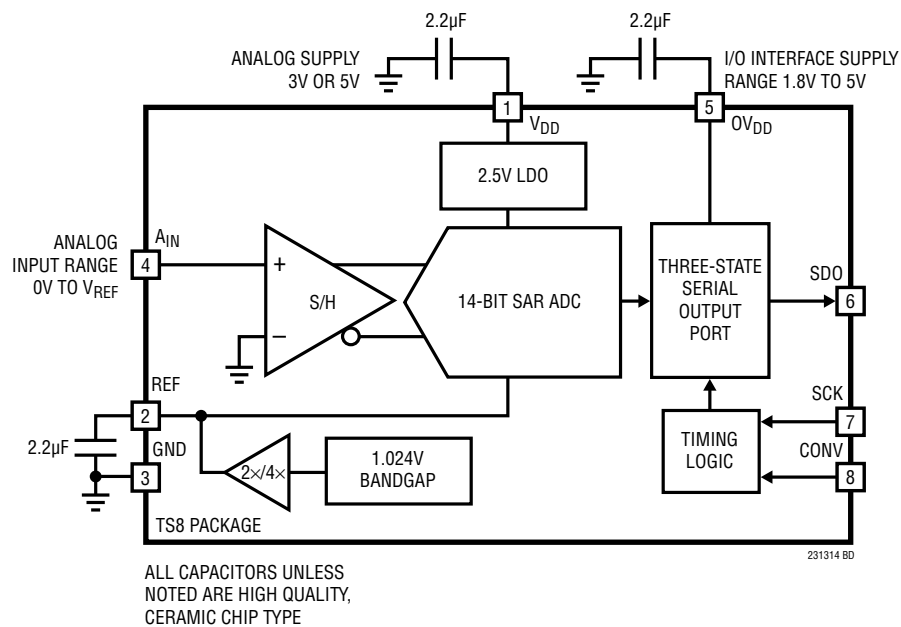 2.2µF
2.2µF
ANALOG SUPPLY
3V OR 5V
I/O INTERFACE SUPPLY
RANGE 1.8V TO 5V
1
VDD
5
OVDD
2.5V LDO
ANALOG
INPUT RANGE
0V TO VREF
AIN
4
+
S/H
–
14-BIT SAR ADC
THREE-STATE
SERIAL
OUTPUT
PORT
SDO
6
REF
2
2.2µF
GND
3
2×/4×
1.024V
BANDGAP
TIMING
LOGIC
SCK
7
CONV
8
TS8 PACKAGE
231314 BD
ALL CAPACITORS UNLESS
NOTED ARE HIGH QUALITY,
CERAMIC CHIP TYPE